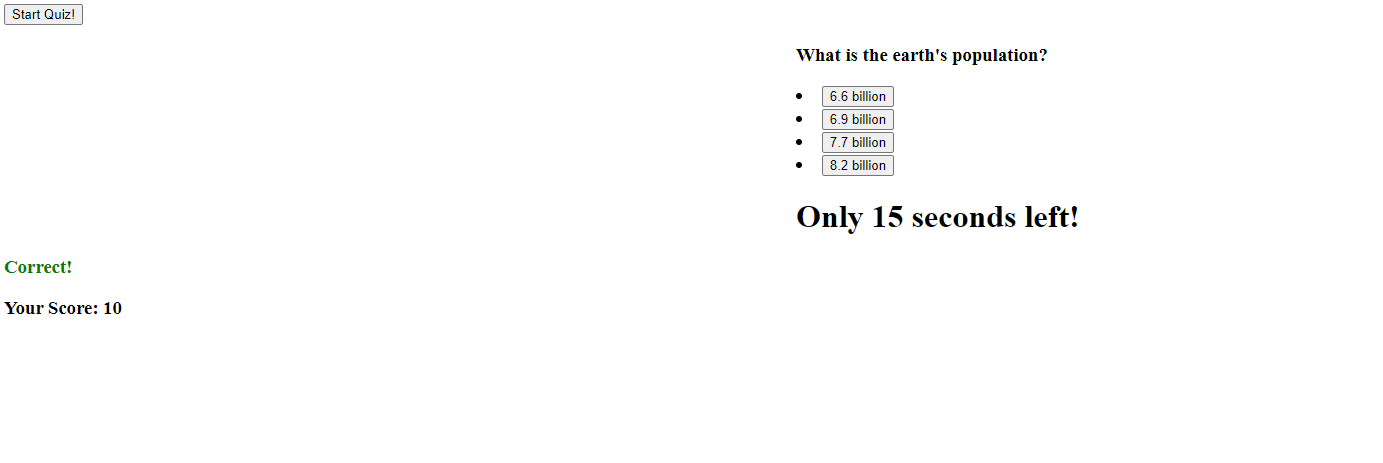 Start Quiz!
What is the earth's population?
6.6 billion
6.9 billion
7.7 billion
8.2 billion
Only 15 seconds left!
Correct!
Your Score: 10